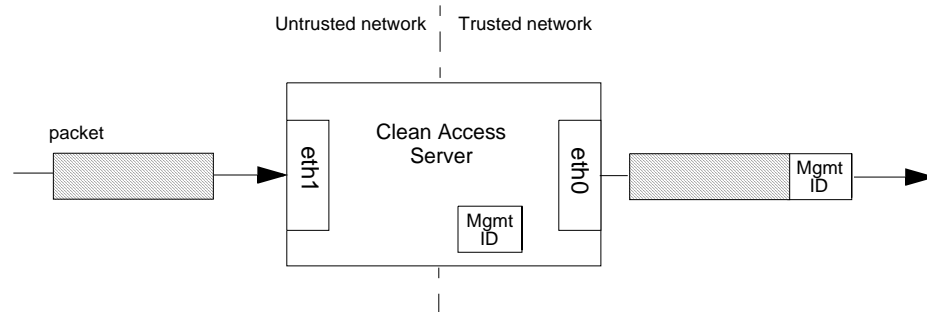 Untrusted network
Trusted network
packet
Clean Access
Server
eth1
eth0
Mgmt
ID
Mgmt
ID